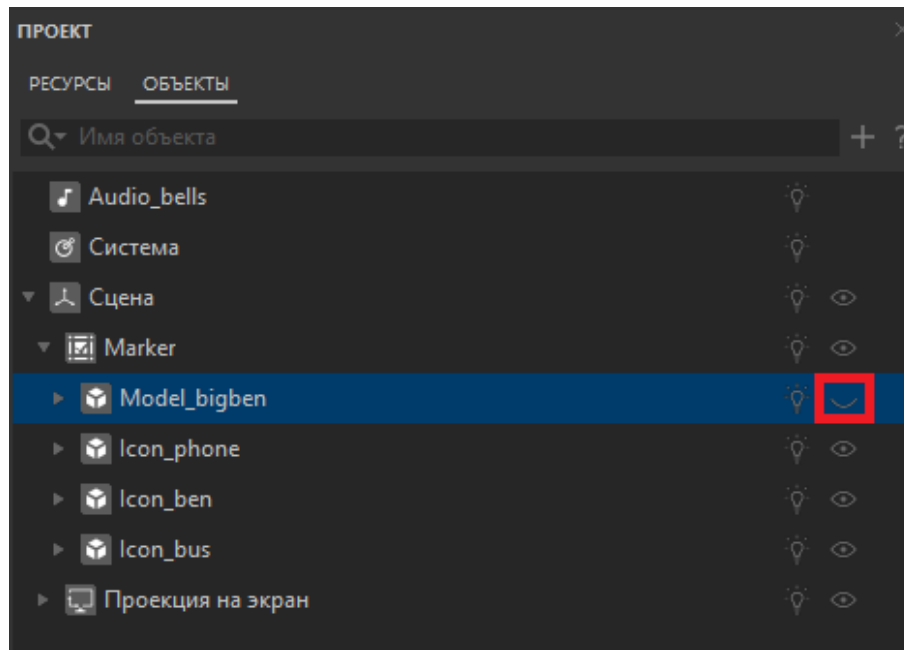 ПРОЕКТ
РЕСУРСЫ ОБЪЕКТЫ
Имя объекта
Audio_bells
Система
Сцена
Marker
Model_bigben
Icon_phone
Icon_ben
Icon_bus
Проекция на экран